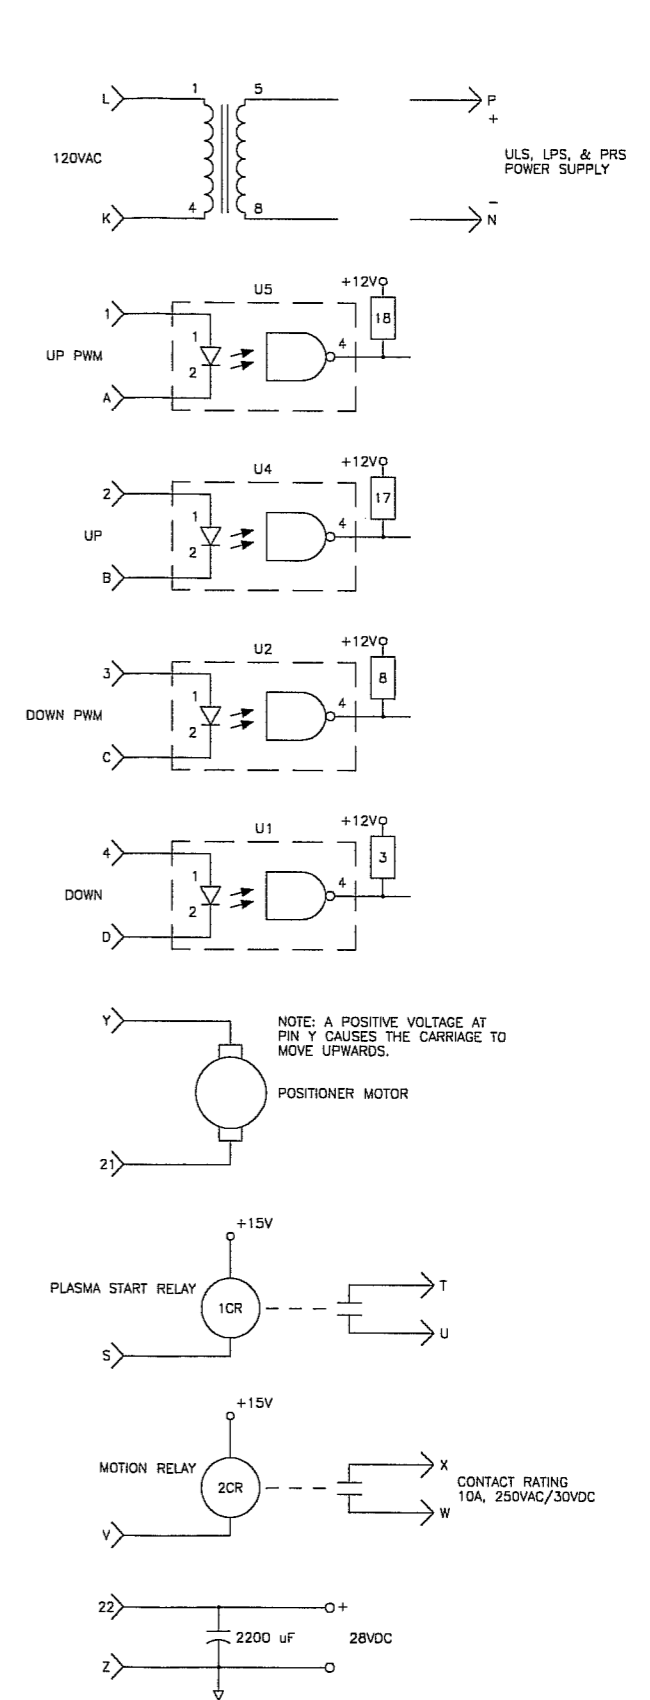 L 1 5 P
+
120VAC
ULS, LPS, & PRS
POWER SUPPLY
K 4 8 – N
U5 +12V
1 1 18
UP PWM 2 4
A
U4 +12V
2 1 17
UP 2 4
B
U2 +12V
3 1 8
DOWN PWM 2 4
C
U1 +12V
4 1 3
DOWN 2 4
D
Y
NOTE: A POSITIVE VOLTAGE AT
PIN Y CAUSES THE CARRIAGE TO
MOVE UPWARDS.
POSITIONER MOTOR
21
+15V
PLASMA START RELAY 1CR T
S U
+15V
MOTION RELAY 2CR X
CONTACT RATING
10A, 250VAC/30VDC
V W
22 +
2200 uF 28VDC
Z